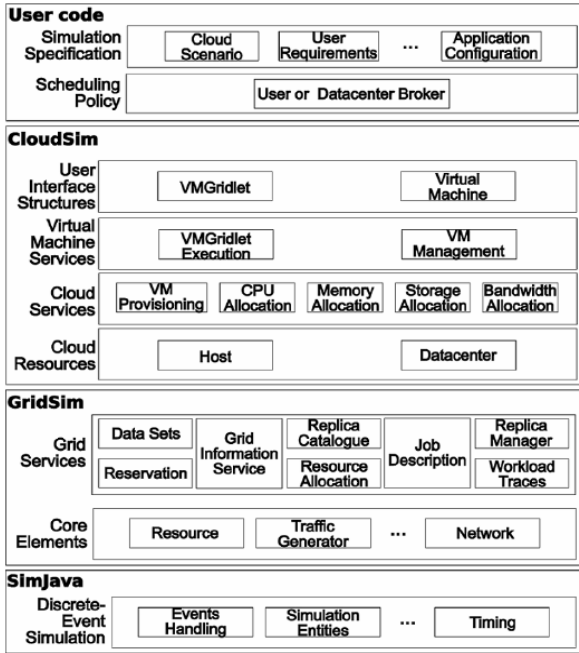 User code
Simulation
Specification
Cloud
Scenario
User
Requirements
...
Application
Configuration
Scheduling
Policy
User or Datacenter Broker
CloudSim
User
Interface
Structures
VMGridlet
Virtual
Machine
Virtual
Machine
Services
VMGridlet
Execution
VM
Management
Cloud
Services
VM
Provisioning
CPU
Allocation
Memory
Allocation
Storage
Allocation
Bandwidth
Allocation
Cloud
Resources
Host
Datacenter
GridSim
Grid
Services
Data Sets
Reservation
Grid
Information
Service
Replica
Catalogue
Resource
Allocation
Job
Description
Replica
Manager
Workload
Traces
Core
Elements
Resource
Traffic
Generator
...
Network
SimJava
Discrete-
Event
Simulation
Events
Handling
Simulation
Entities
...
Timing